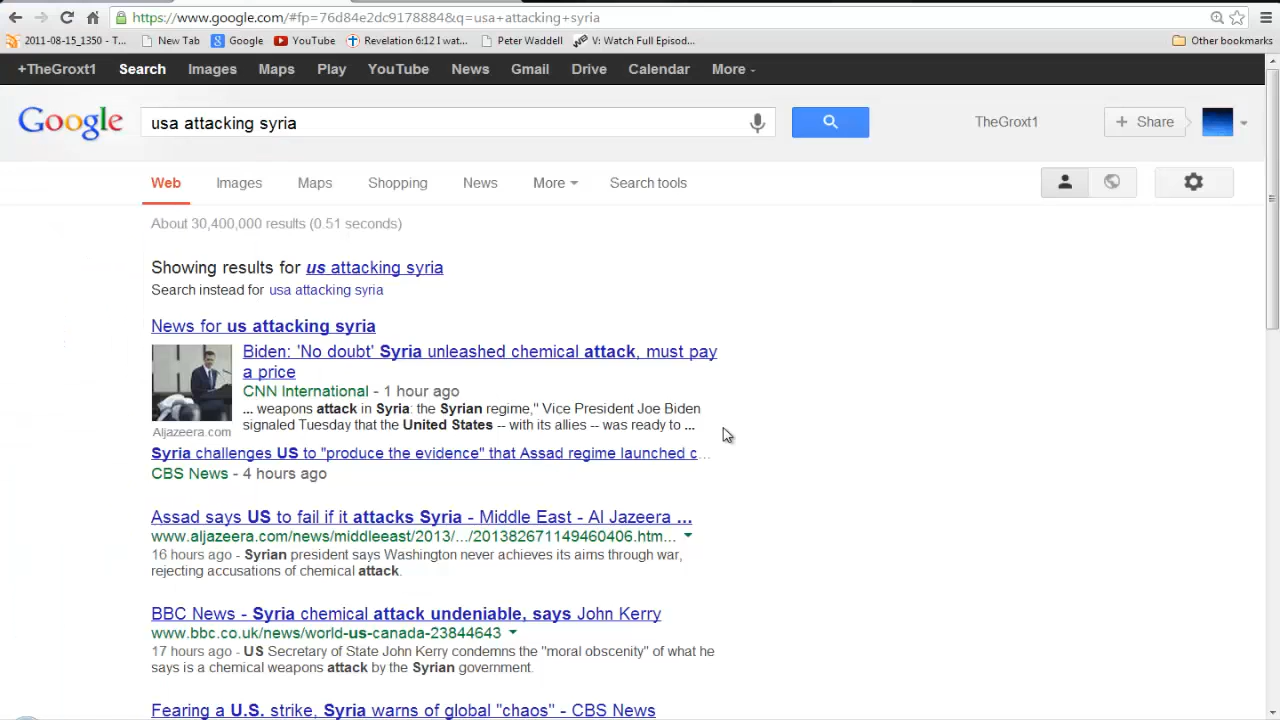 https://www.google.com/#fp=76d84e2dc9178884&q=usa+attacking+syria
2011-08-15_1350 - T... New Tab Google YouTube Revelation 6:12 I wat... Peter Waddell V: Watch Full Episod... Other bookmarks
+TheGroxt1 Search Images Maps Play YouTube News Gmail Drive Calendar More
Google usa attacking syria TheGroxt1 + Share
Web Images Maps Shopping News More Search tools
About 30,400,000 results (0.51 seconds)
Showing results for us attacking syria
Search instead for usa attacking syria
News for us attacking syria
Biden: 'No doubt' Syria unleashed chemical attack, must pay
a price
CNN International - 1 hour ago
... weapons attack in Syria: the Syrian regime," Vice President Joe Biden
signaled Tuesday that the United States -- with its allies -- was ready to ...
Aljazeera.com
Syria challenges US to "produce the evidence" that Assad regime launched c...
CBS News - 4 hours ago
Assad says US to fail if it attacks Syria - Middle East - Al Jazeera ...
www.aljazeera.com/news/middleeast/2013/.../201382671149460406.htm...
16 hours ago - Syrian president says Washington never achieves its aims through war,
rejecting accusations of chemical attack.
BBC News - Syria chemical attack undeniable, says John Kerry
www.bbc.co.uk/news/world-us-canada-23844643
17 hours ago - US Secretary of State John Kerry condemns the "moral obscenity" of what he
says is a chemical weapons attack by the Syrian government.
Fearing a U.S. strike, Syria warns of global "chaos" - CBS News